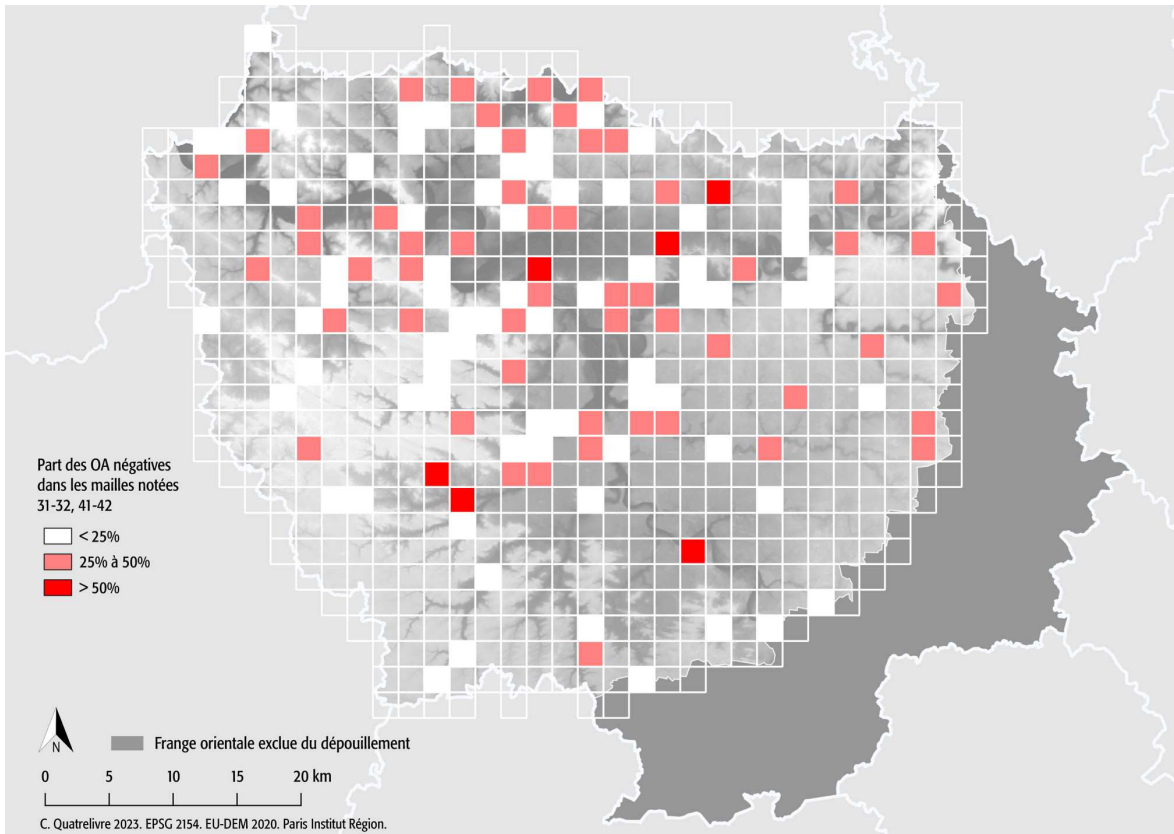 Part des OA négatives
dans les mailles notées
31-32, 41-42
< 25%
25% à 50%
> 50%
N
Frange orientale exclue du dépouillement
0 5 10 15 20 km
C. Quatrelivre 2023. EPSG 2154. EU-DEM 2020. Paris Institut Région.